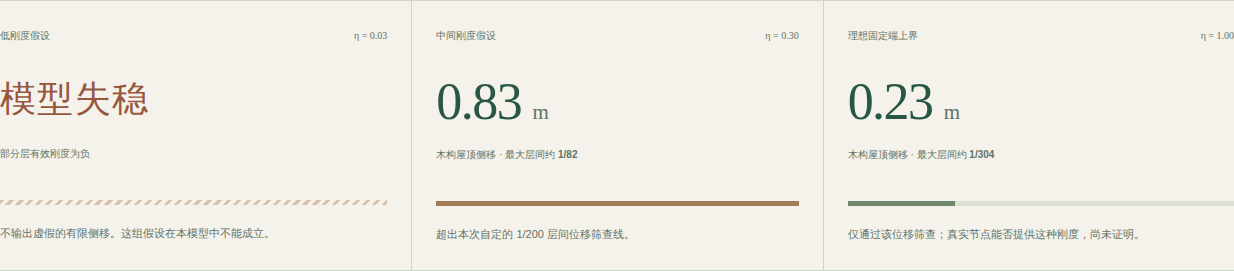 低刚度假设
η = 0.03
模型失稳
部分层有效刚度为负
不输出虚假的有限侧移。这组假设在本模型中不能成立。
中间刚度假设
η = 0.30
0.83 m
木构屋顶侧移 · 最大层间约 1/82
超出本次自定的 1/200 层间位移筛查线。
理想固定端上界
η = 1.00
0.23 m
木构屋顶侧移 · 最大层间约 1/304
仅通过该位移筛查；真实节点能否提供这种刚度，尚未证明。